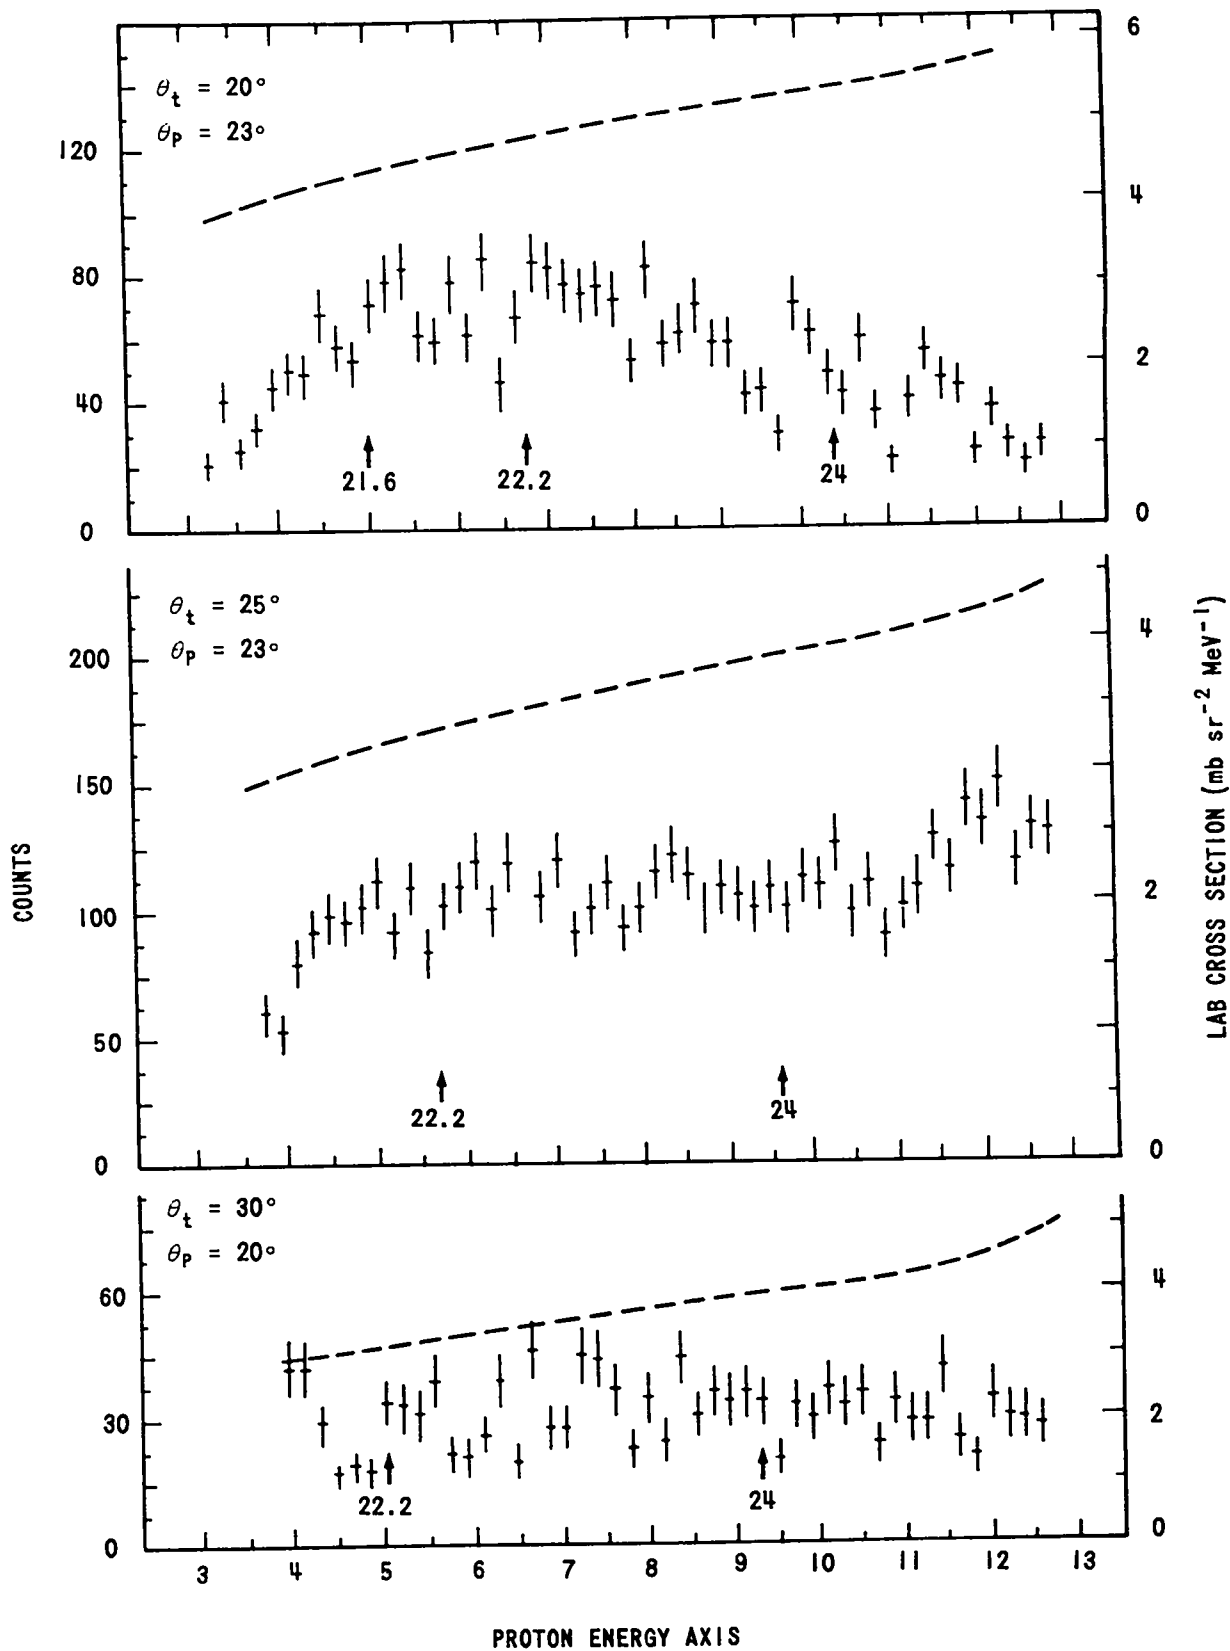 θt = 20°
θp = 23°
120
80
40
0
6
4
2
0
21.6
22.2
24
θt = 25°
θp = 23°
200
150
100
50
0
4
2
0
22.2
24
θt = 30°
θp = 20°
60
30
0
4
2
0
22.2
24
3 4 5 6 7 8 9 10 11 12 13
PROTON ENERGY AXIS
COUNTS
LAB CROSS SECTION (mb sr⁻² MeV⁻¹)